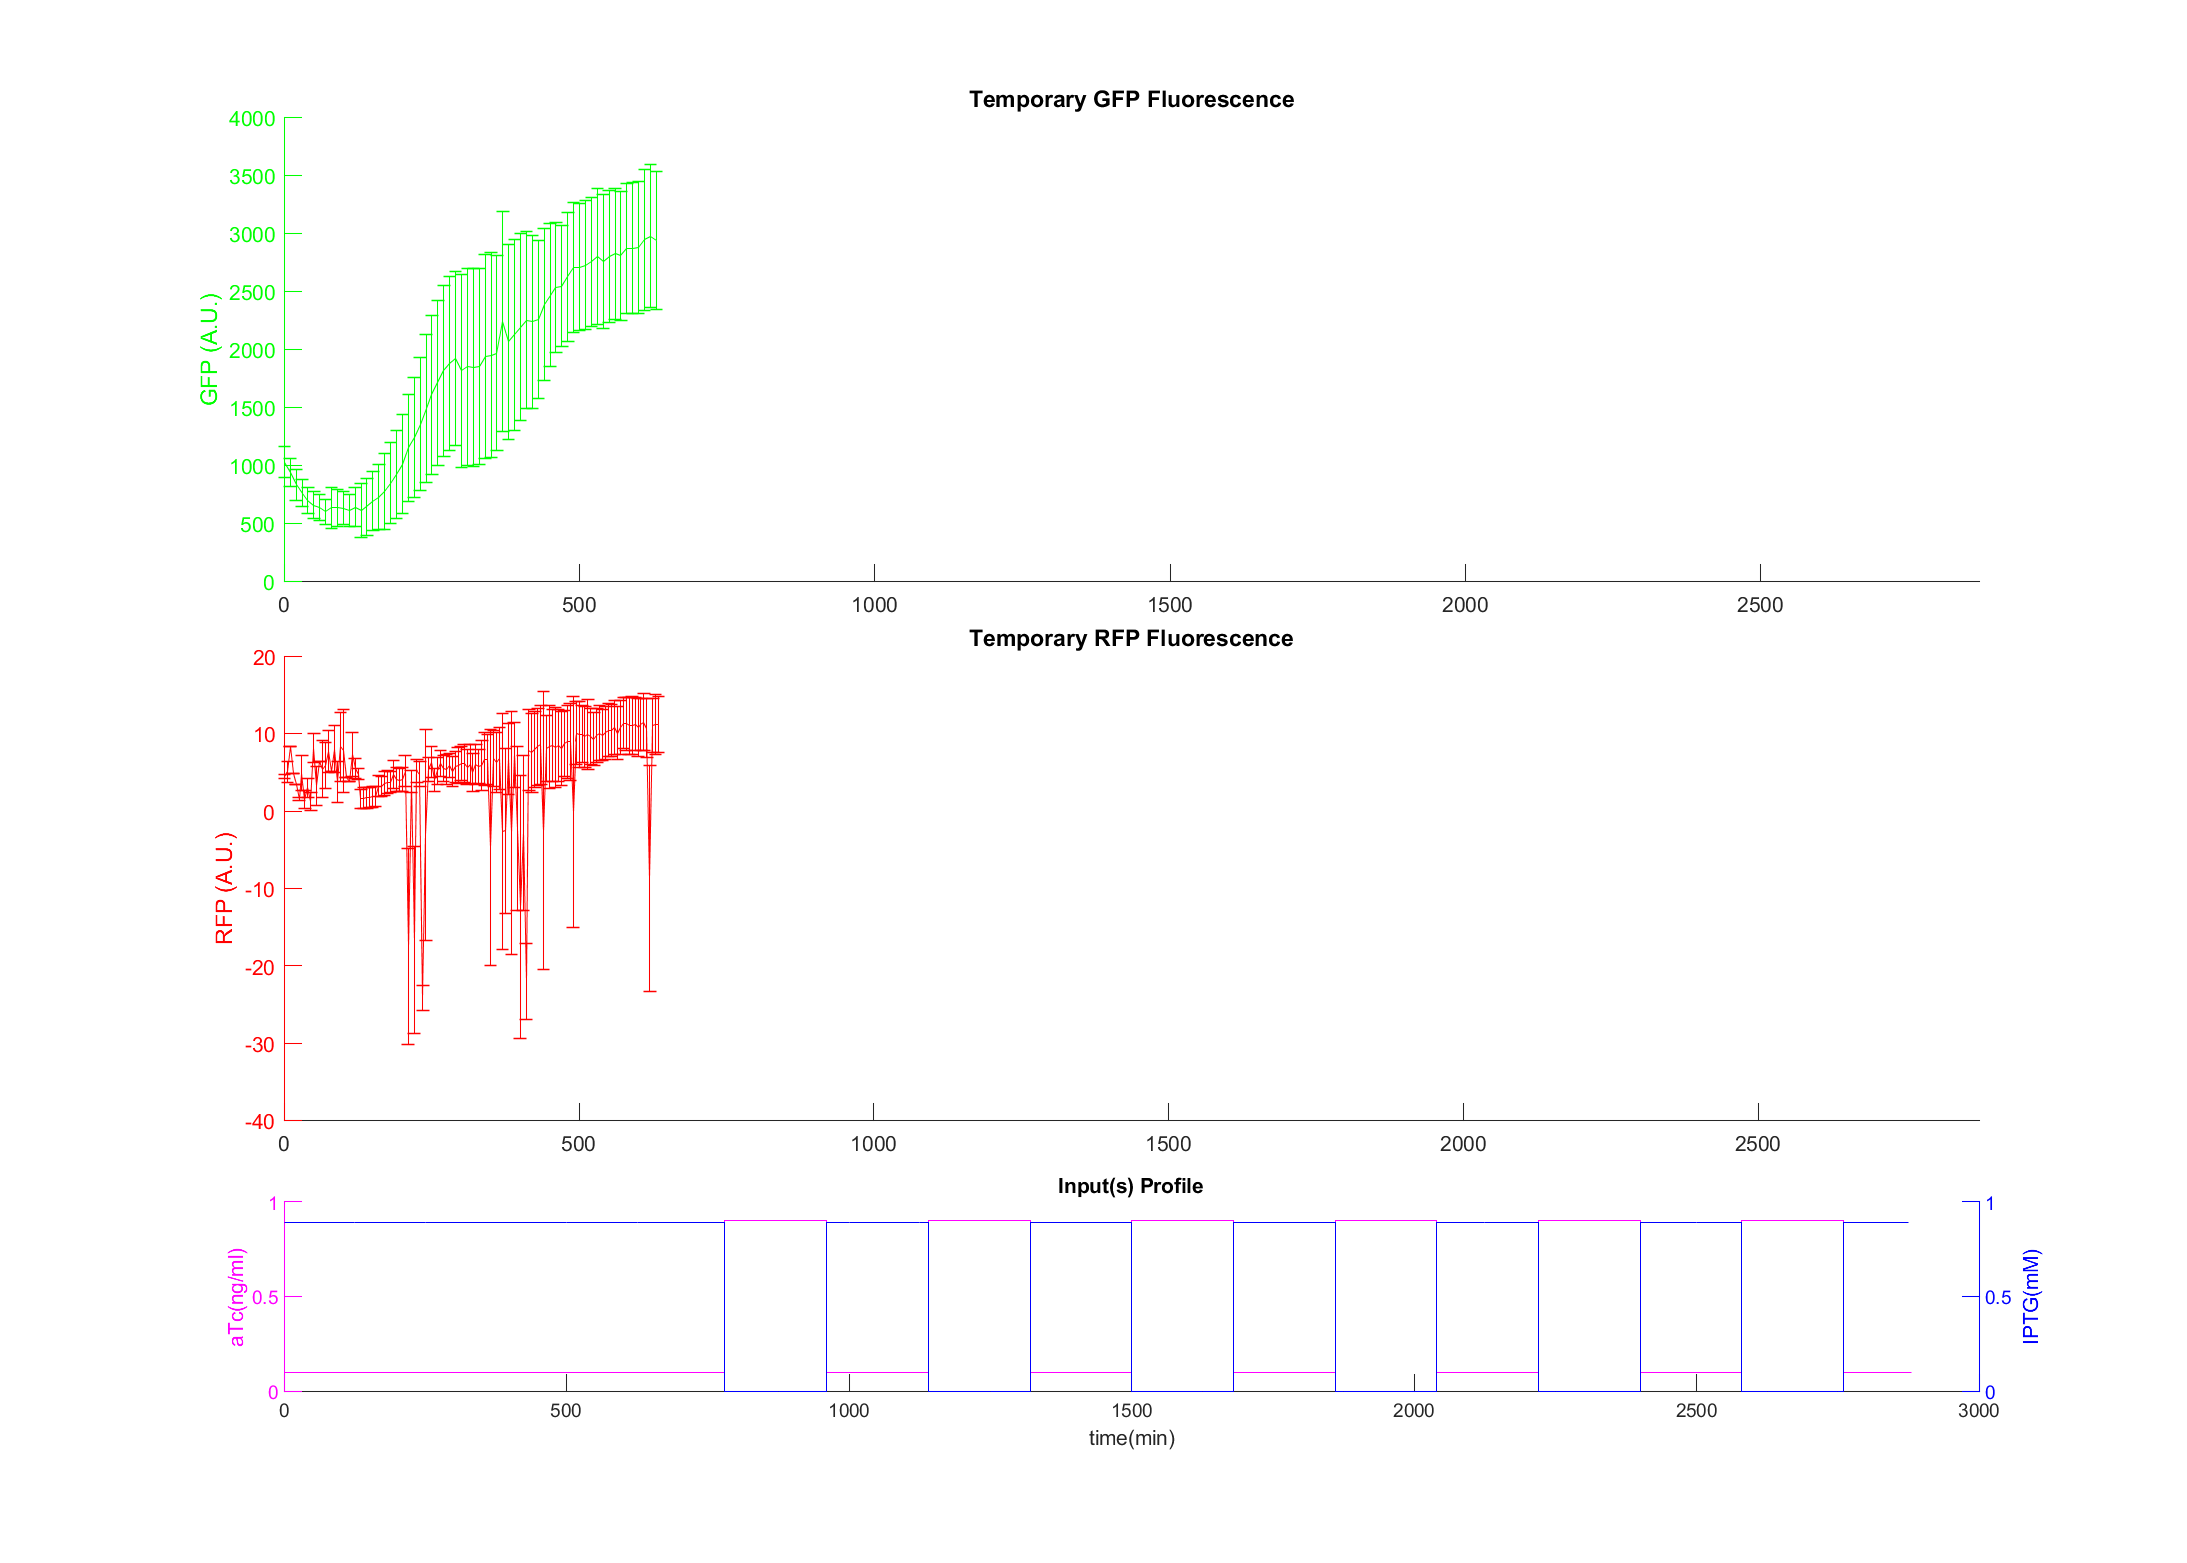 Temporary GFP Fluorescence
4000
3500
3000
2500
2000
1500
1000
500
0
GFP (A.U.)
0 500 1000 1500 2000 2500
Temporary RFP Fluorescence
20
10
0
-10
-20
-30
-40
RFP (A.U.)
0 500 1000 1500 2000 2500
Input(s) Profile
1
0.5
0
aTc(ng/ml)
1
0.5
0
IPTG(mM)
0 500 1000 1500 2000 2500 3000
time(min)